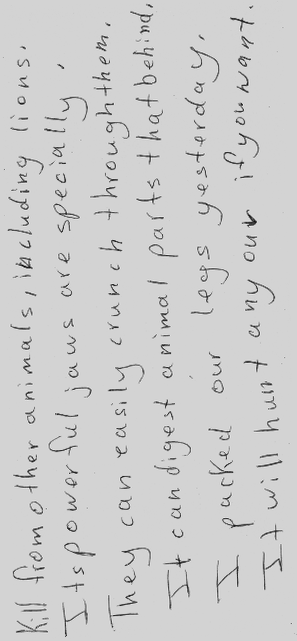 Kill from other animals, including lions.
Its powerful jaws are specially.
They can easily crunch through them.
It can digest animal parts that behind.
I packed our legs yesterday.
It will hunt any our if you want.